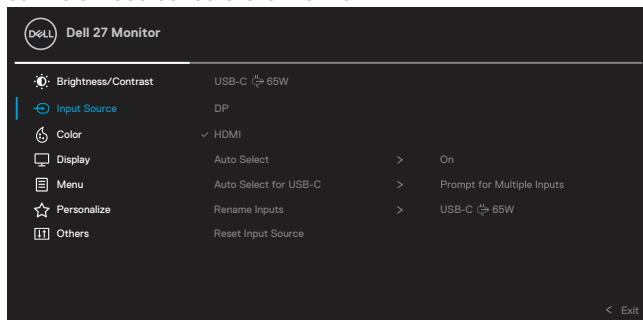 DELL Dell 27 Monitor
Brightness/Contrast USB-C 65W
Input Source DP
Color ✓ HDMI
Display Auto Select > On
Menu Auto Select for USB-C > Prompt for Multiple Inputs
Personalize Rename Inputs > USB-C 65W
Others Reset Input Source
< Exit